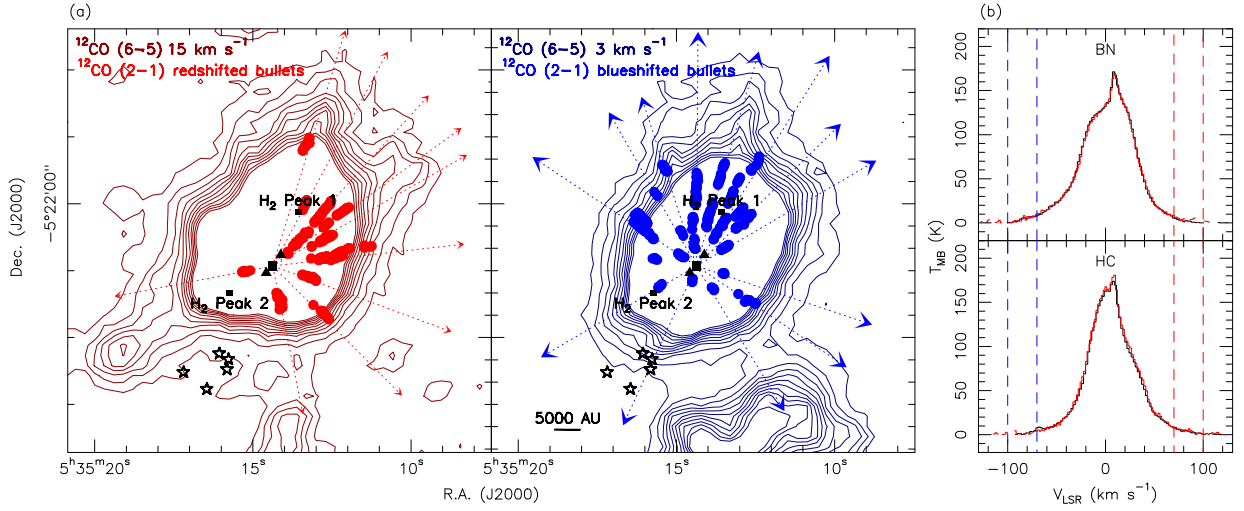 (a)
(b)
¹²CO (6−5) 15 km s⁻¹
¹²CO (2−1) redshifted bullets
¹²CO (6−5) 3 km s⁻¹
¹²CO (2−1) blueshifted bullets
H₂ Peak 1
H₂ Peak 2
H₂ Peak 1
H₂ Peak 2
5000 AU
Dec. (J2000)
−5°22'00"
5ʰ35ᵐ20ˢ
15ˢ
10ˢ
5ʰ35ᵐ20ˢ
15ˢ
10ˢ
R.A. (J2000)
BN
HC
T_MB (K)
200
150
100
50
0
200
150
100
50
0
−100
0
100
V_LSR (km s⁻¹)